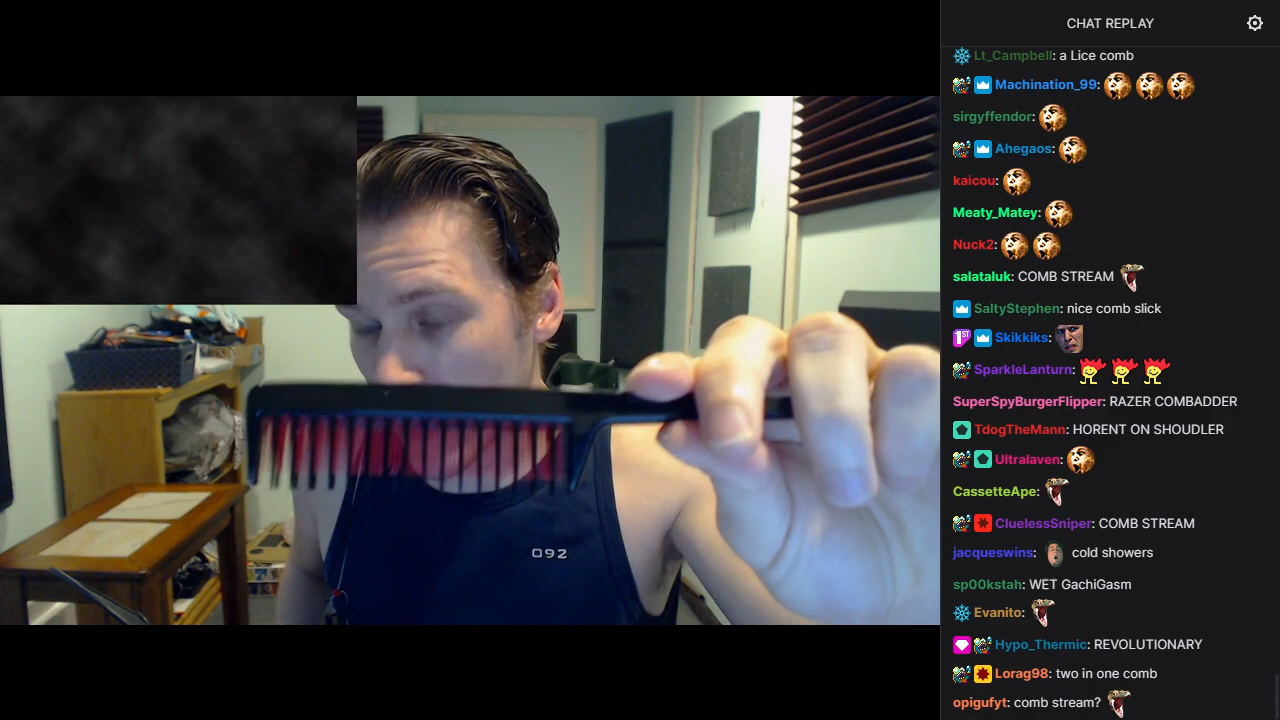 CHAT REPLAY
Lt_Campbell: a Lice comb
Machination_99:
sirgyffendor:
Ahegaos:
kaicou:
Meaty_Matey:
Nuck2:
salataluk: COMB STREAM
SaltyStephen: nice comb slick
1ST Skikkiks:
SparkleLanturn:
SuperSpyBurgerFlipper: RAZER COMBADDER
TdogTheMann: HORENT ON SHOUDLER
Ultralaven:
CassetteApe:
CluelessSniper: COMB STREAM
jacqueswins: cold showers
sp00kstah: WET GachiGasm
Evanito:
Hypo_Thermic: REVOLUTIONARY
Lorag98: two in one comb
opigufyt: comb stream?
092